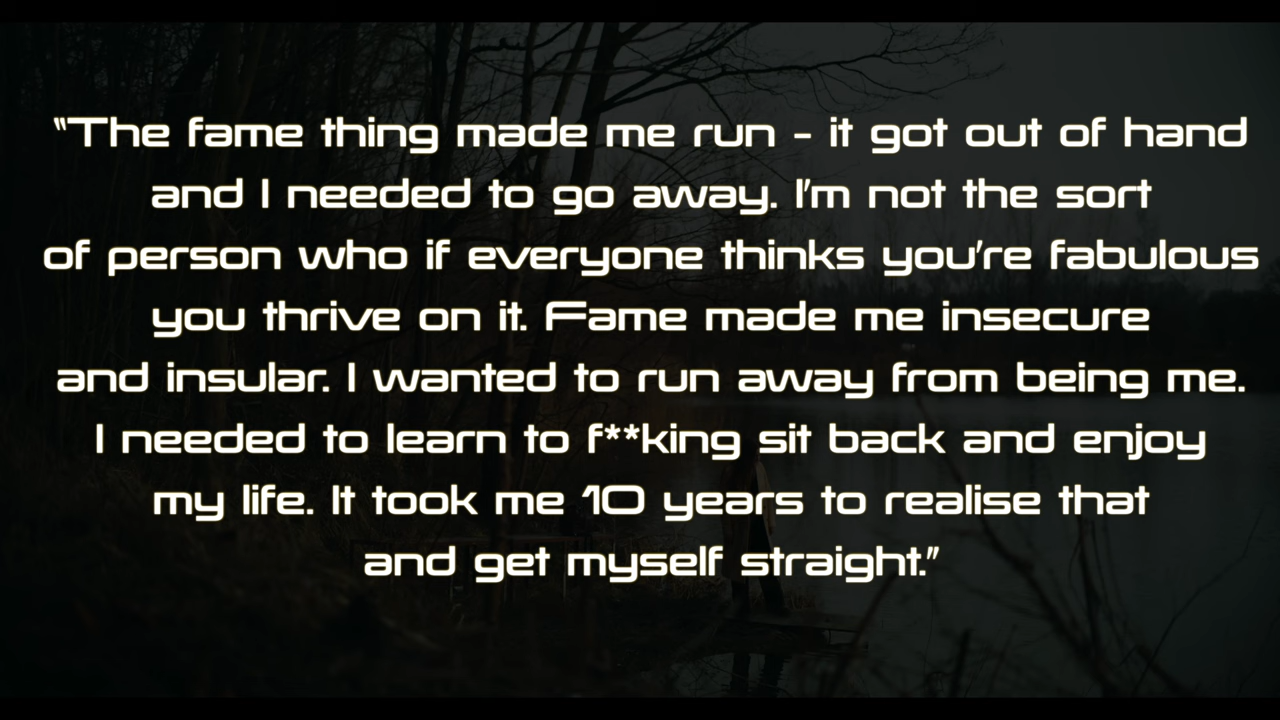 “The fame thing made me run - it got out of hand
and I needed to go away. I'm not the sort
of person who if everyone thinks you're fabulous
you thrive on it. Fame made me insecure
and insular. I wanted to run away from being me.
I needed to learn to f**king sit back and enjoy
my life. It took me 10 years to realise that
and get myself straight.”